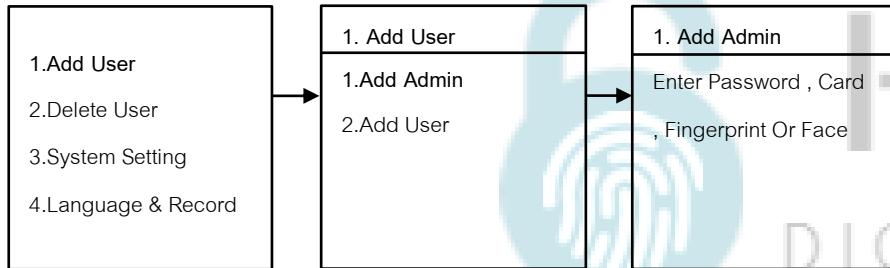 1.Add User
2.Delete User
3.System Setting
4.Language & Record
1. Add User
1.Add Admin
2.Add User
1. Add Admin
Enter Password , Card
, Fingerprint Or Face